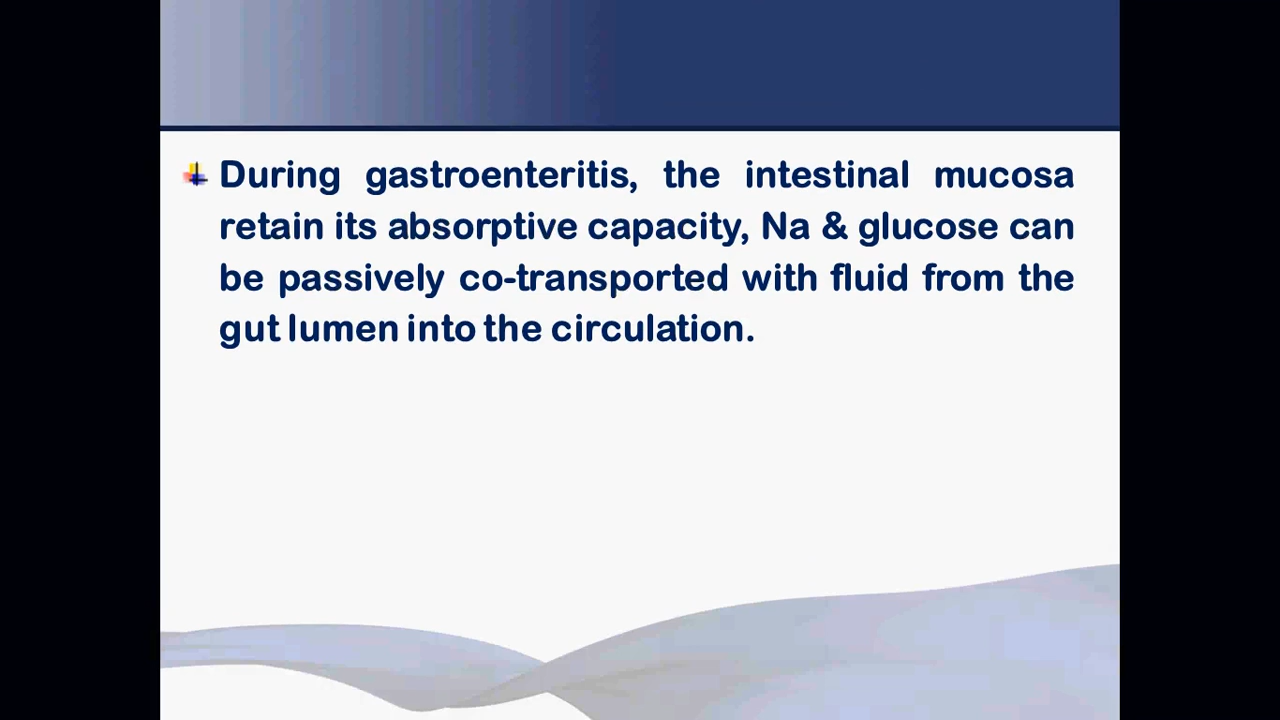 During gastroenteritis, the intestinal mucosa
retain its absorptive capacity, Na & glucose can
be passively co-transported with fluid from the
gut lumen into the circulation.